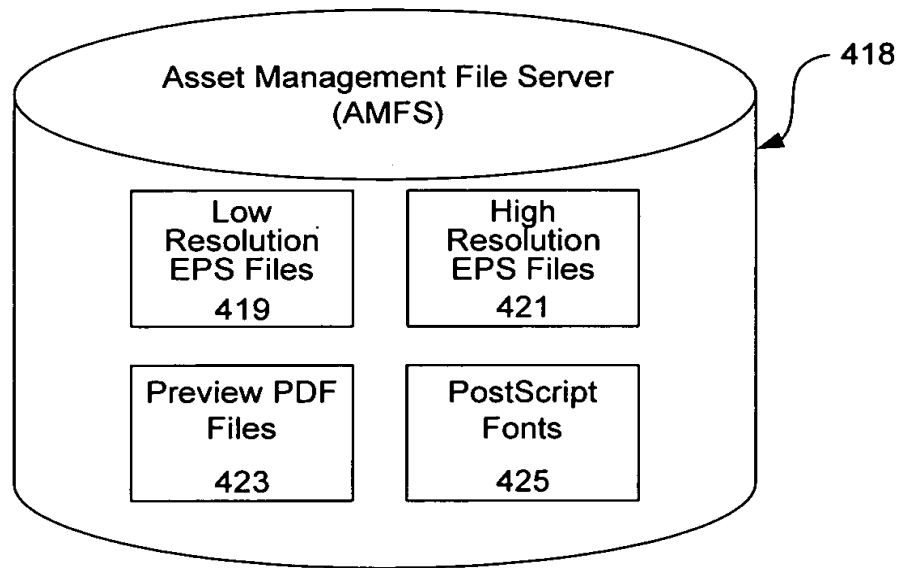 Asset Management File Server
(AMFS)
418
Low
Resolution
EPS Files
419
High
Resolution
EPS Files
421
Preview PDF
Files
423
PostScript
Fonts
425